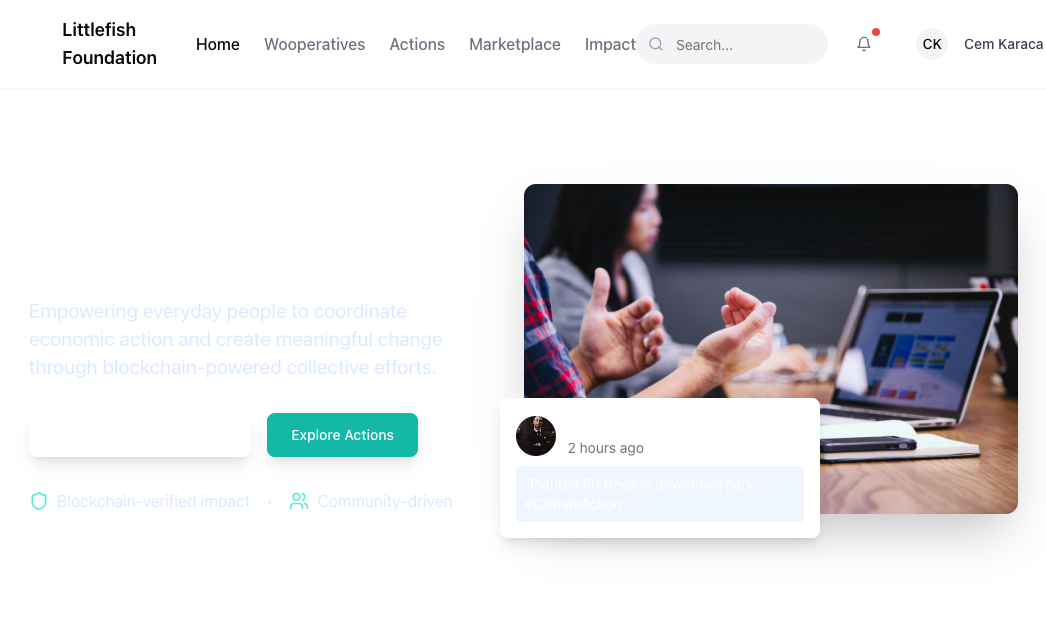 Littlefish
Foundation
Home
Wooperatives
Actions
Marketplace
Impact
Search...
CK
Cem Karaca
Empowering everyday people to coordinate
economic action and create meaningful change
through blockchain-powered collective efforts.
Explore Actions
Blockchain-verified impact
•
Community-driven
2 hours ago
"Planted 50 trees in downtown park
#ClimateAction"